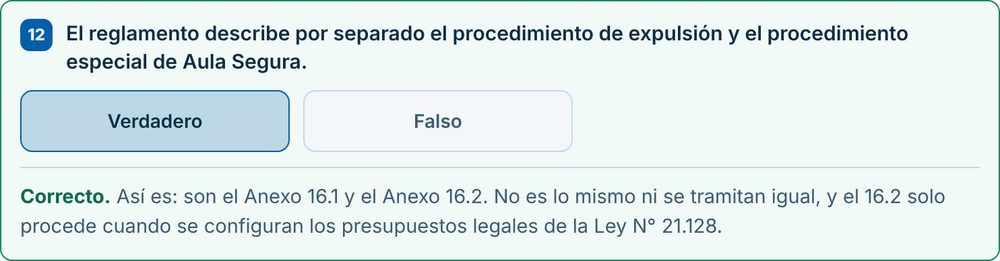 12
El reglamento describe por separado el procedimiento de expulsión y el procedimiento
especial de Aula Segura.
Verdadero
Falso
Correcto. Así es: son el Anexo 16.1 y el Anexo 16.2. No es lo mismo ni se tramitan igual, y el 16.2 solo
procede cuando se configuran los presupuestos legales de la Ley N° 21.128.